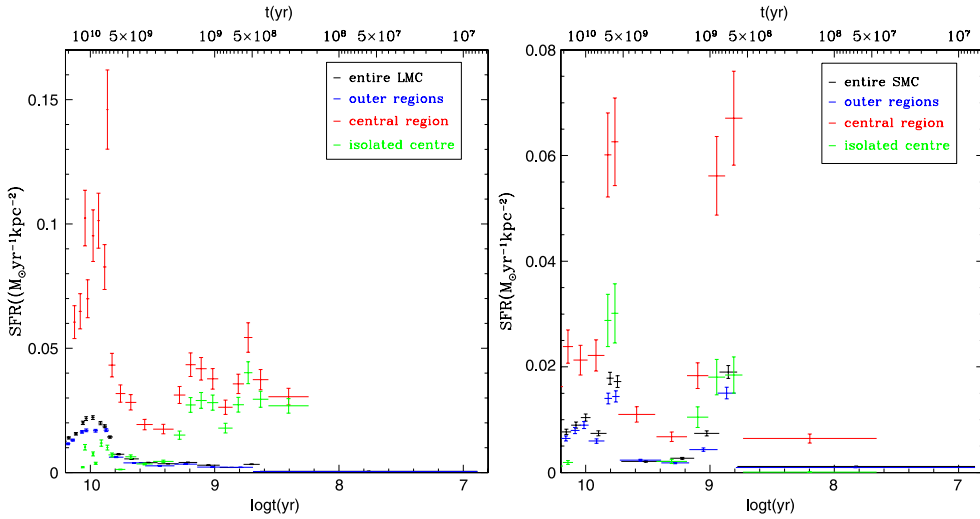 t(yr)
10¹⁰ 5×10⁹ 10⁹ 5×10⁸ 10⁸ 5×10⁷ 10⁷
SFR((M☉yr⁻¹kpc⁻²)
0.15
0.1
0.05
0
entire LMC
outer regions
central region
isolated centre
10 9 8 7
logt(yr)
t(yr)
10¹⁰ 5×10⁹ 10⁹ 5×10⁸ 10⁸ 5×10⁷ 10⁷
SFR(M☉yr⁻¹kpc⁻²)
0.08
0.06
0.04
0.02
0
entire SMC
outer regions
central region
isolated centre
10 9 8 7
logt(yr)